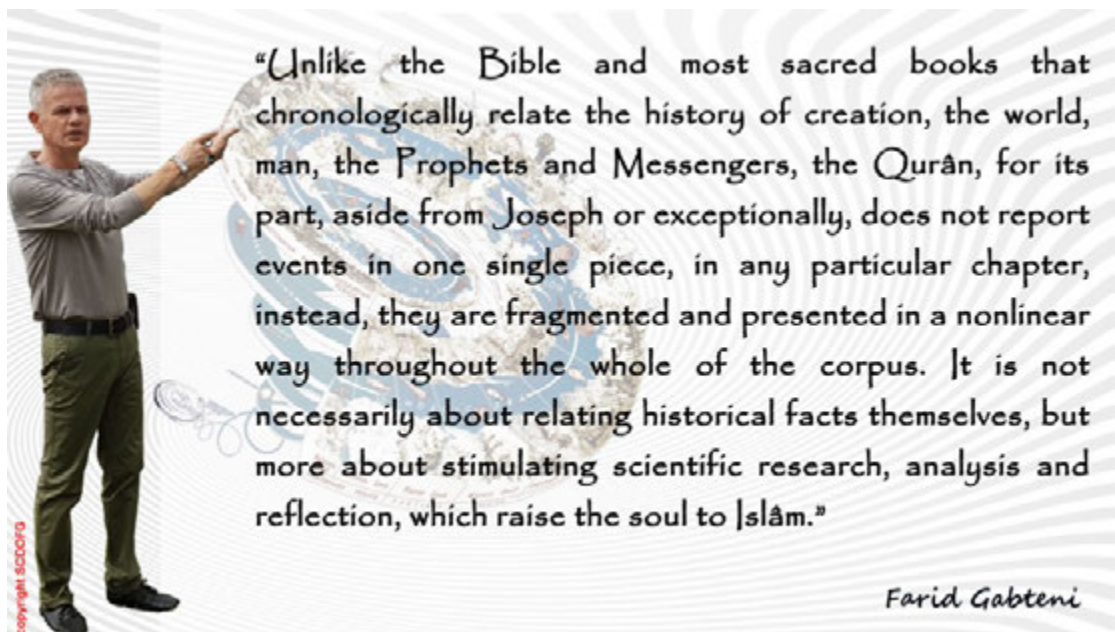 “Unlike the Bible and most sacred books that
chronologically relate the history of creation, the world,
man, the Prophets and Messengers, the Qurân, for its
part, aside from Joseph or exceptionally, does not report
events in one single piece, in any particular chapter,
instead, they are fragmented and presented in a nonlinear
way throughout the whole of the corpus. It is not
necessarily about relating historical facts themselves, but
more about stimulating scientific research, analysis and
reflection, which raise the soul to Islâm.”
Farid Gabteni
copyright SCDOFG